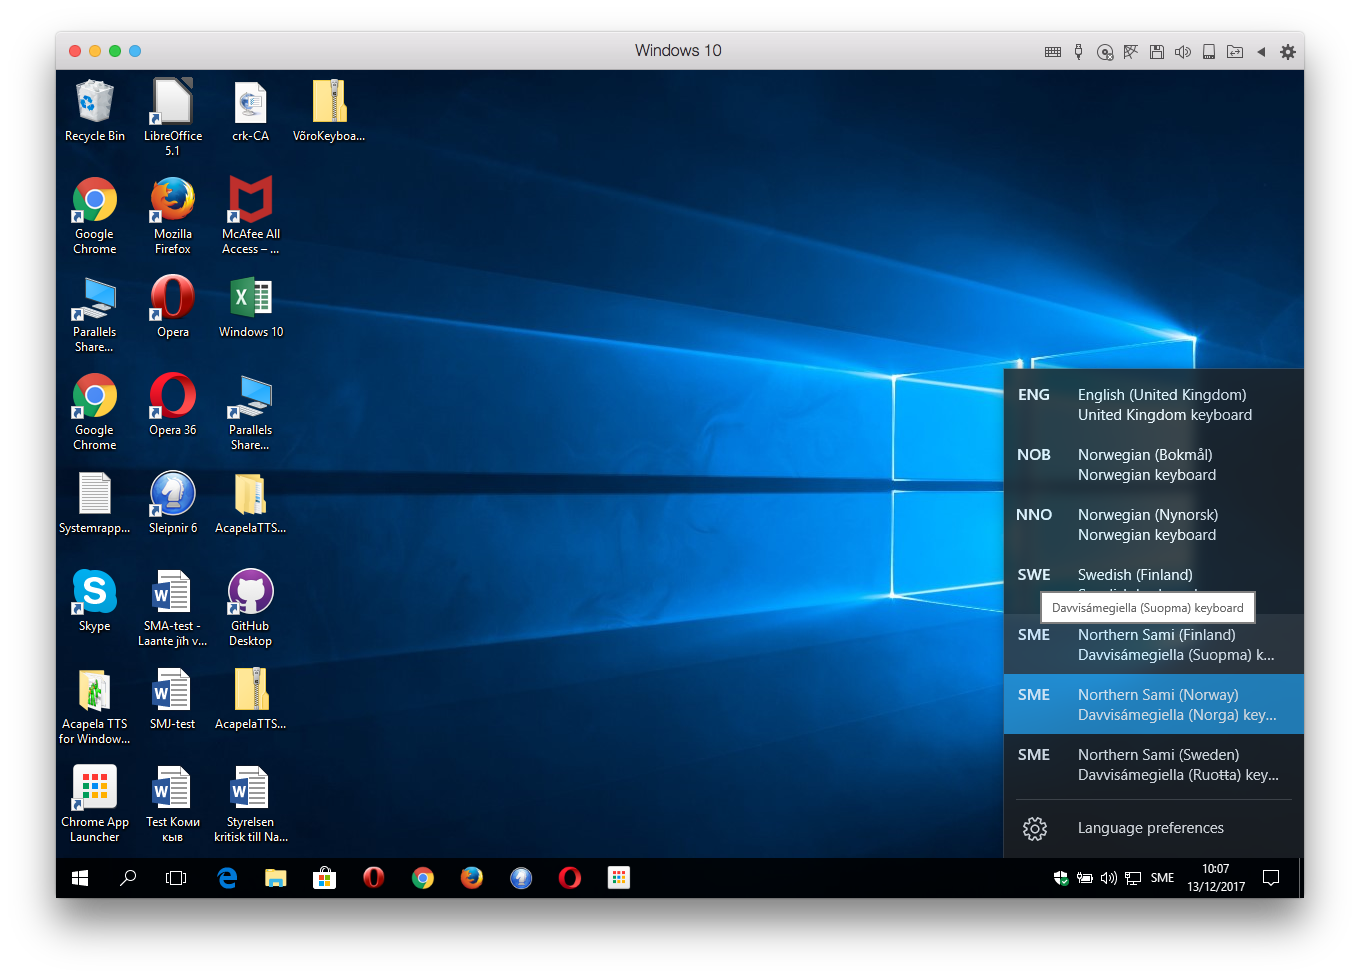 Windows 10
Recycle Bin
LibreOffice
5.1
crk-CA
VõroKeyboa...
Google
Chrome
Mozilla
Firefox
McAfee All
Access – ...
Parallels
Share...
Opera
Windows 10
Google
Chrome
Opera 36
Parallels
Share...
Systemrapp...
Sleipnir 6
AcapelaTTS...
Skype
SMA-test -
Laante jïh v...
GitHub
Desktop
Acapela TTS
for Window...
SMJ-test
AcapelaTTS...
Chrome App
Launcher
Test Коми
кыв
Styrelsen
kritisk till Na...
ENG English (United Kingdom)
United Kingdom keyboard
NOB Norwegian (Bokmål)
Norwegian keyboard
NNO Norwegian (Nynorsk)
Norwegian keyboard
SWE Swedish (Finland)
Davvisámegiella (Suopma) keyboard
SME Northern Sami (Finland)
Davvisámegiella (Suopma) k...
SME Northern Sami (Norway)
Davvisámegiella (Norga) key...
SME Northern Sami (Sweden)
Davvisámegiella (Ruoŧŧa) key...
Language preferences
SME
10:07
13/12/2017